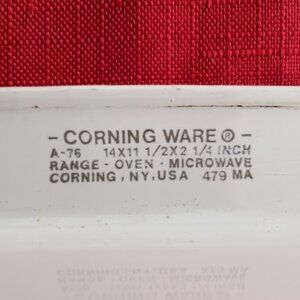 - CORNING WARE ® -
A-76 14X11 1/2X2 1/4 INCH
RANGE - OVEN - MICROWAVE
CORNING, NY, USA 479 MA